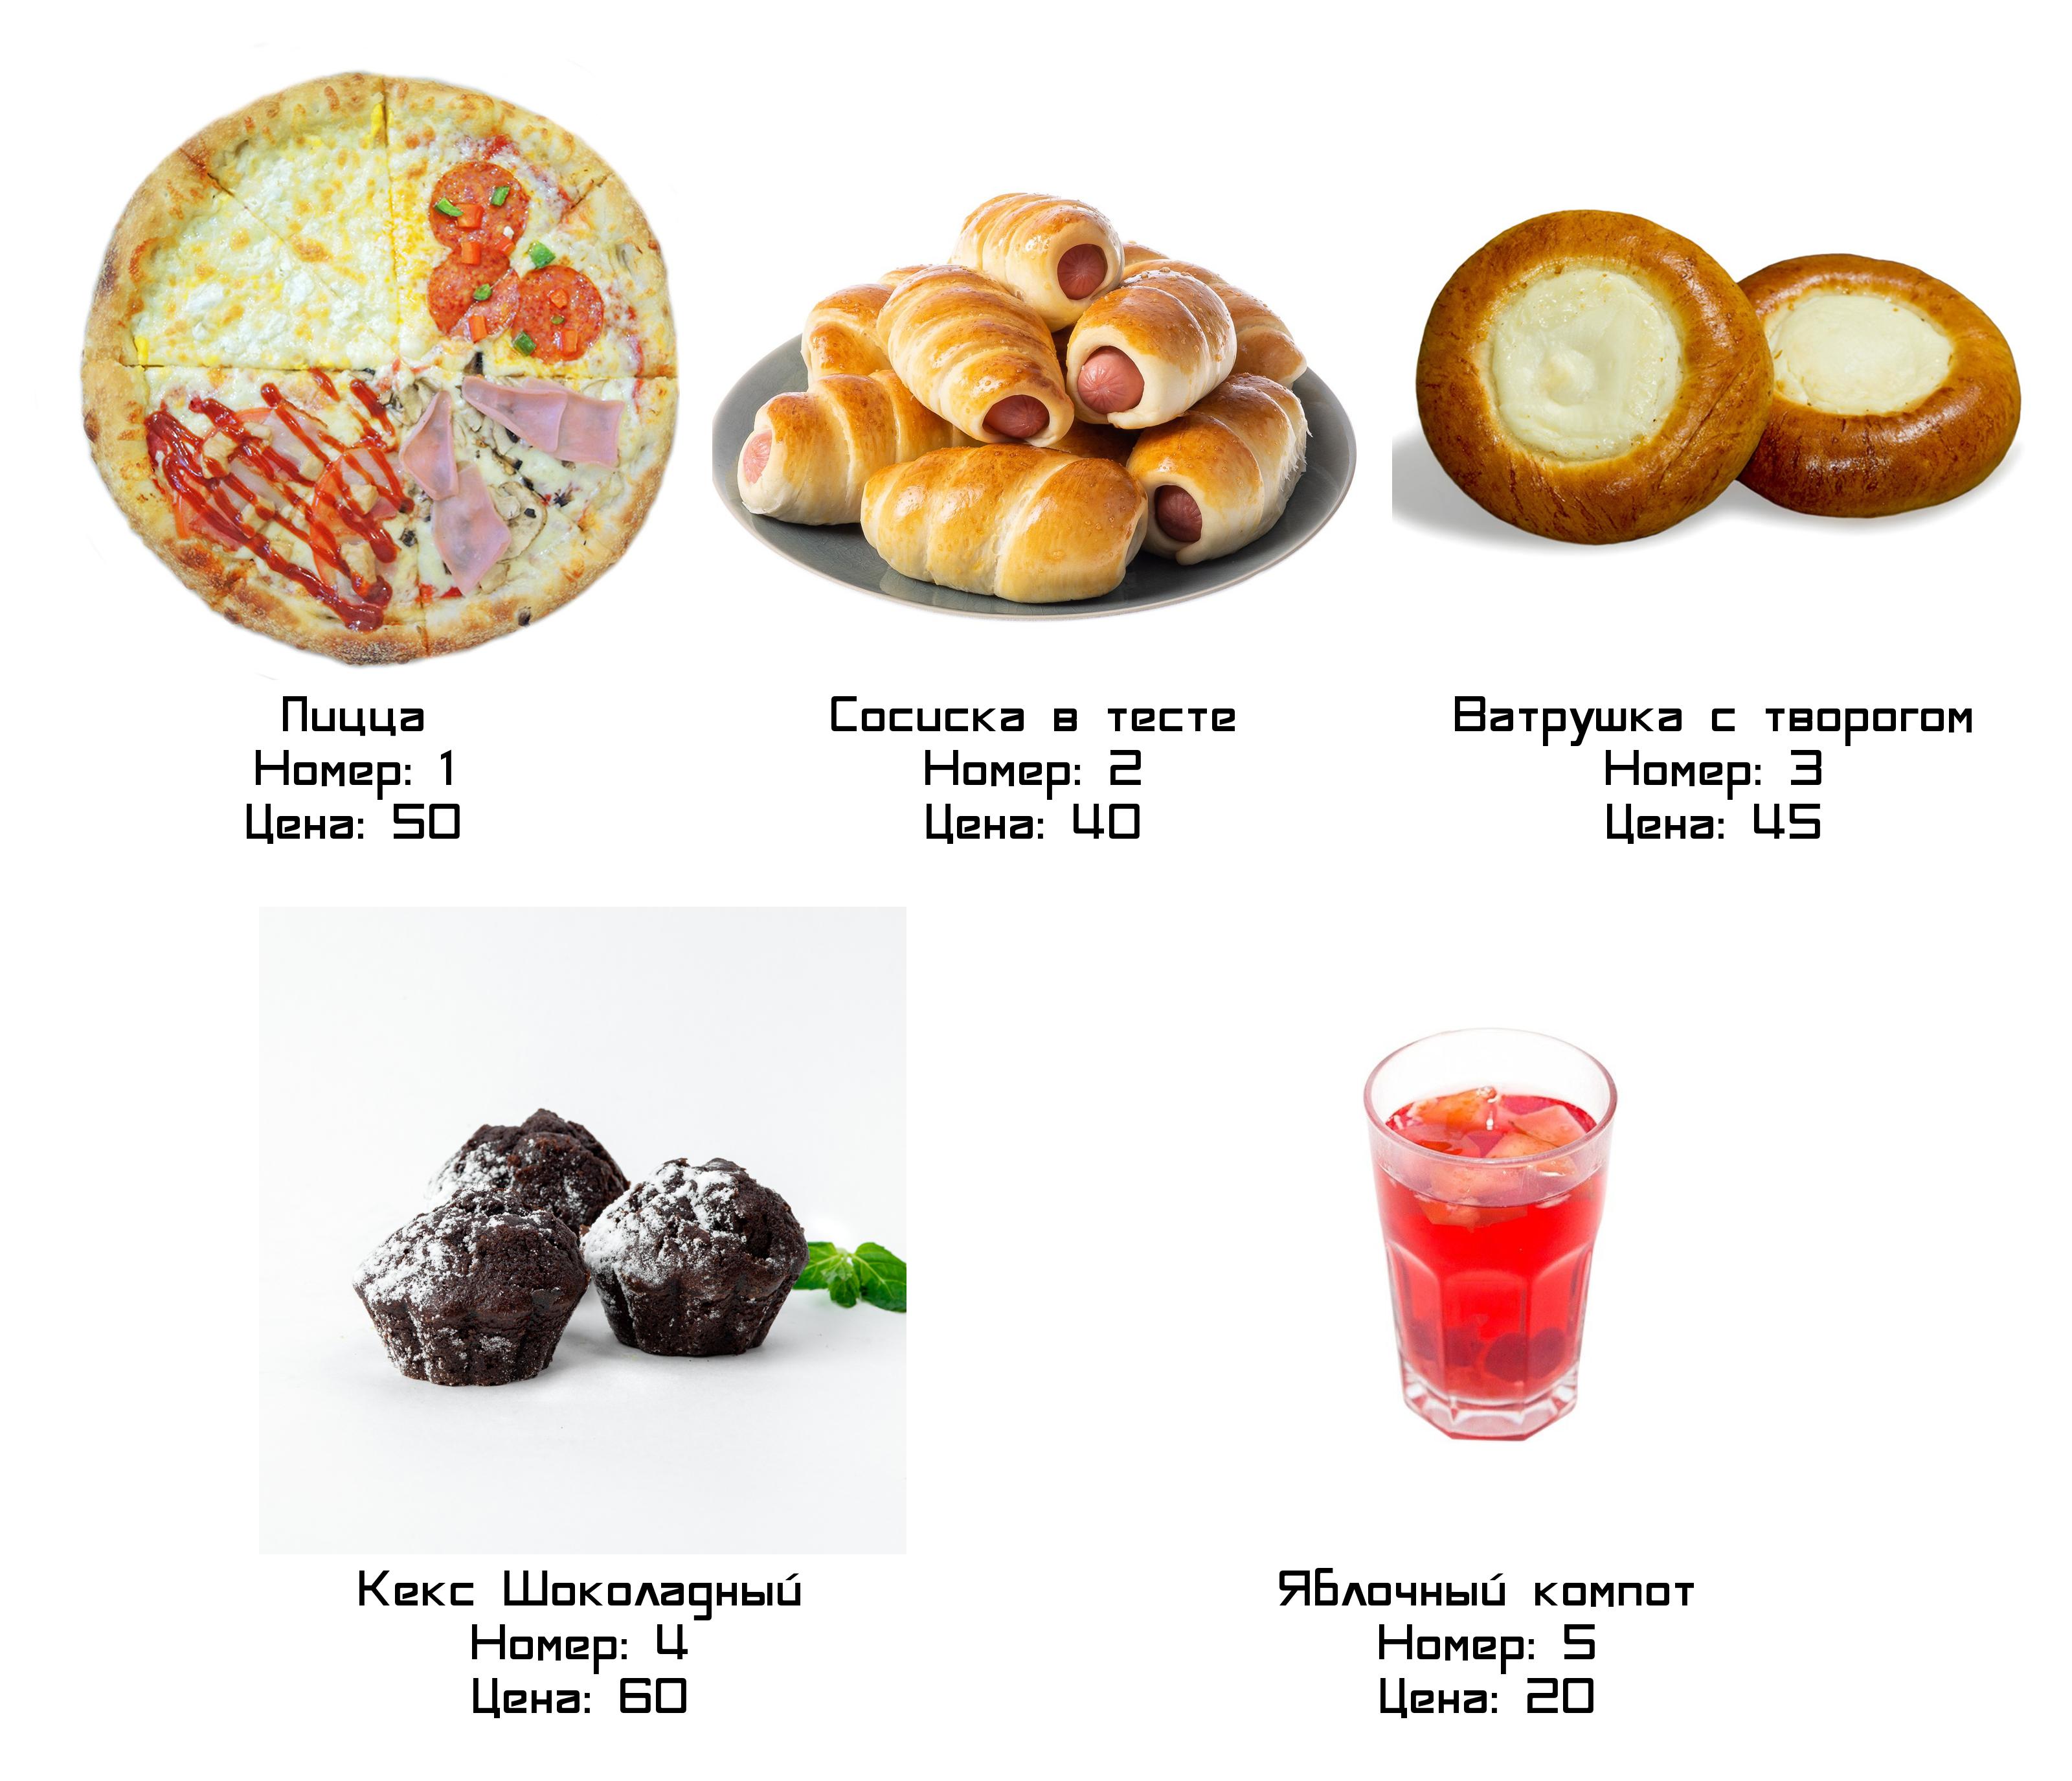 Пицца
Номер: 1
Цена: 50
Сосиска в тесте
Номер: 2
Цена: 40
Ватрушка с творогом
Номер: 3
Цена: 45
Кекс Шоколадный
Номер: 4
Цена: 60
Яблочный компот
Номер: 5
Цена: 20